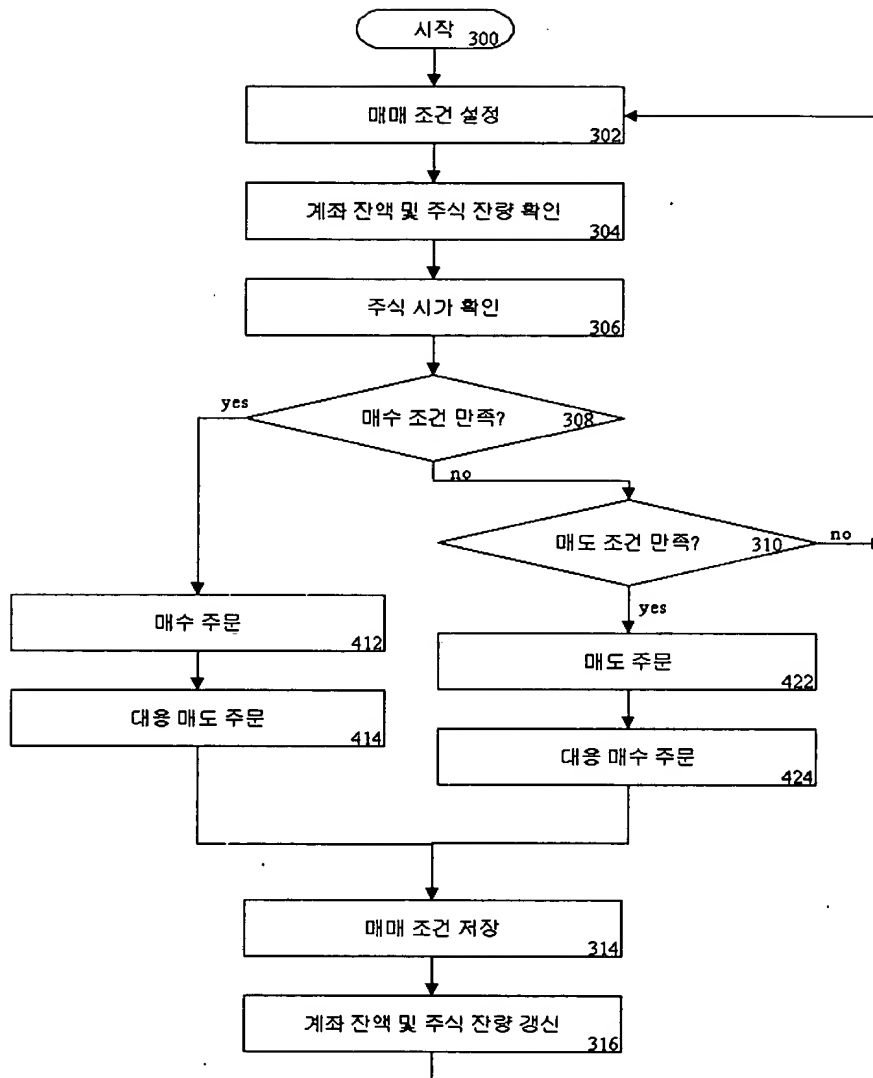 시작
300
매매 조건 설정
302
계좌 잔액 및 주식 잔량 확인
304
주식 시가 확인
306
yes
매수 조건 만족?
308
no
매도 조건 만족?
310
no
매수 주문
412
yes
매도 주문
422
대용 매도 주문
414
대용 매수 주문
424
매매 조건 저장
314
계좌 잔액 및 주식 잔량 갱신
316